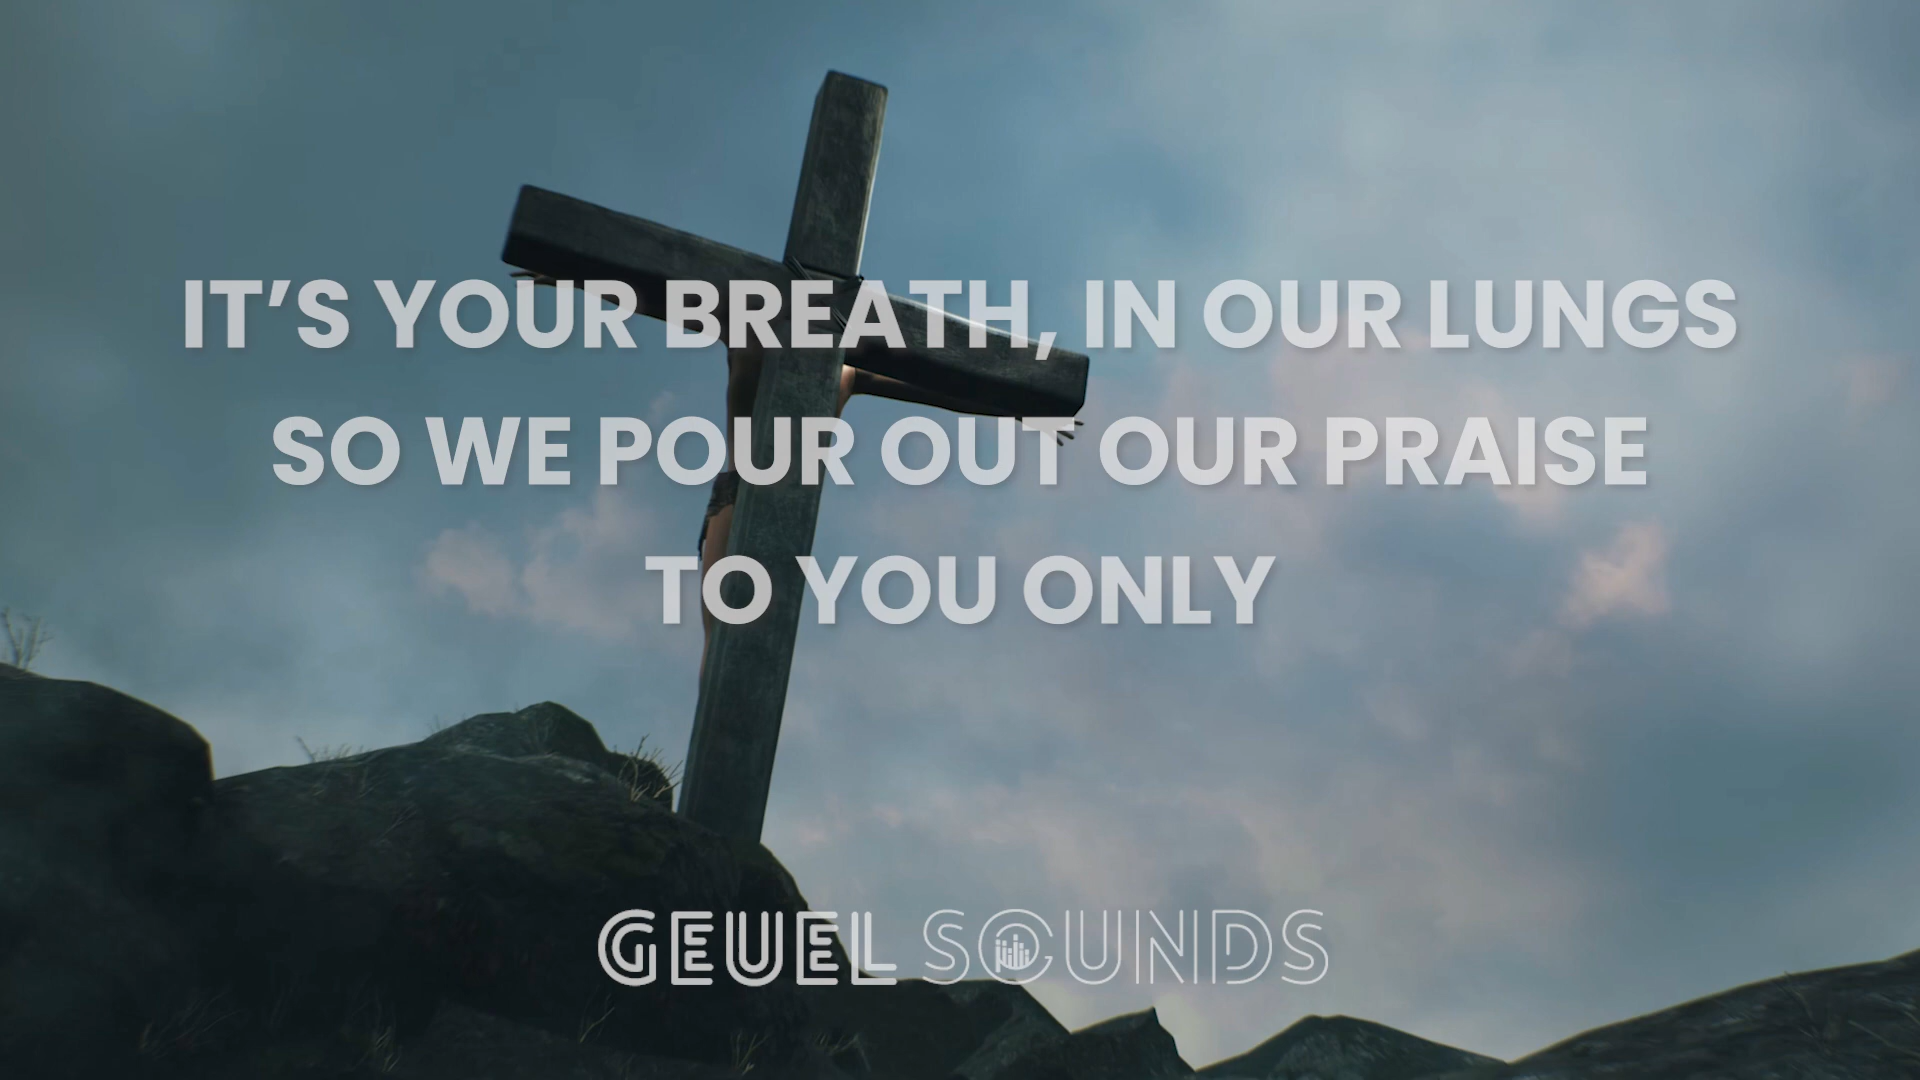 IT’S YOUR BREATH, IN OUR LUNGS
SO WE POUR OUT OUR PRAISE
TO YOU ONLY
GEUEL SOUNDS